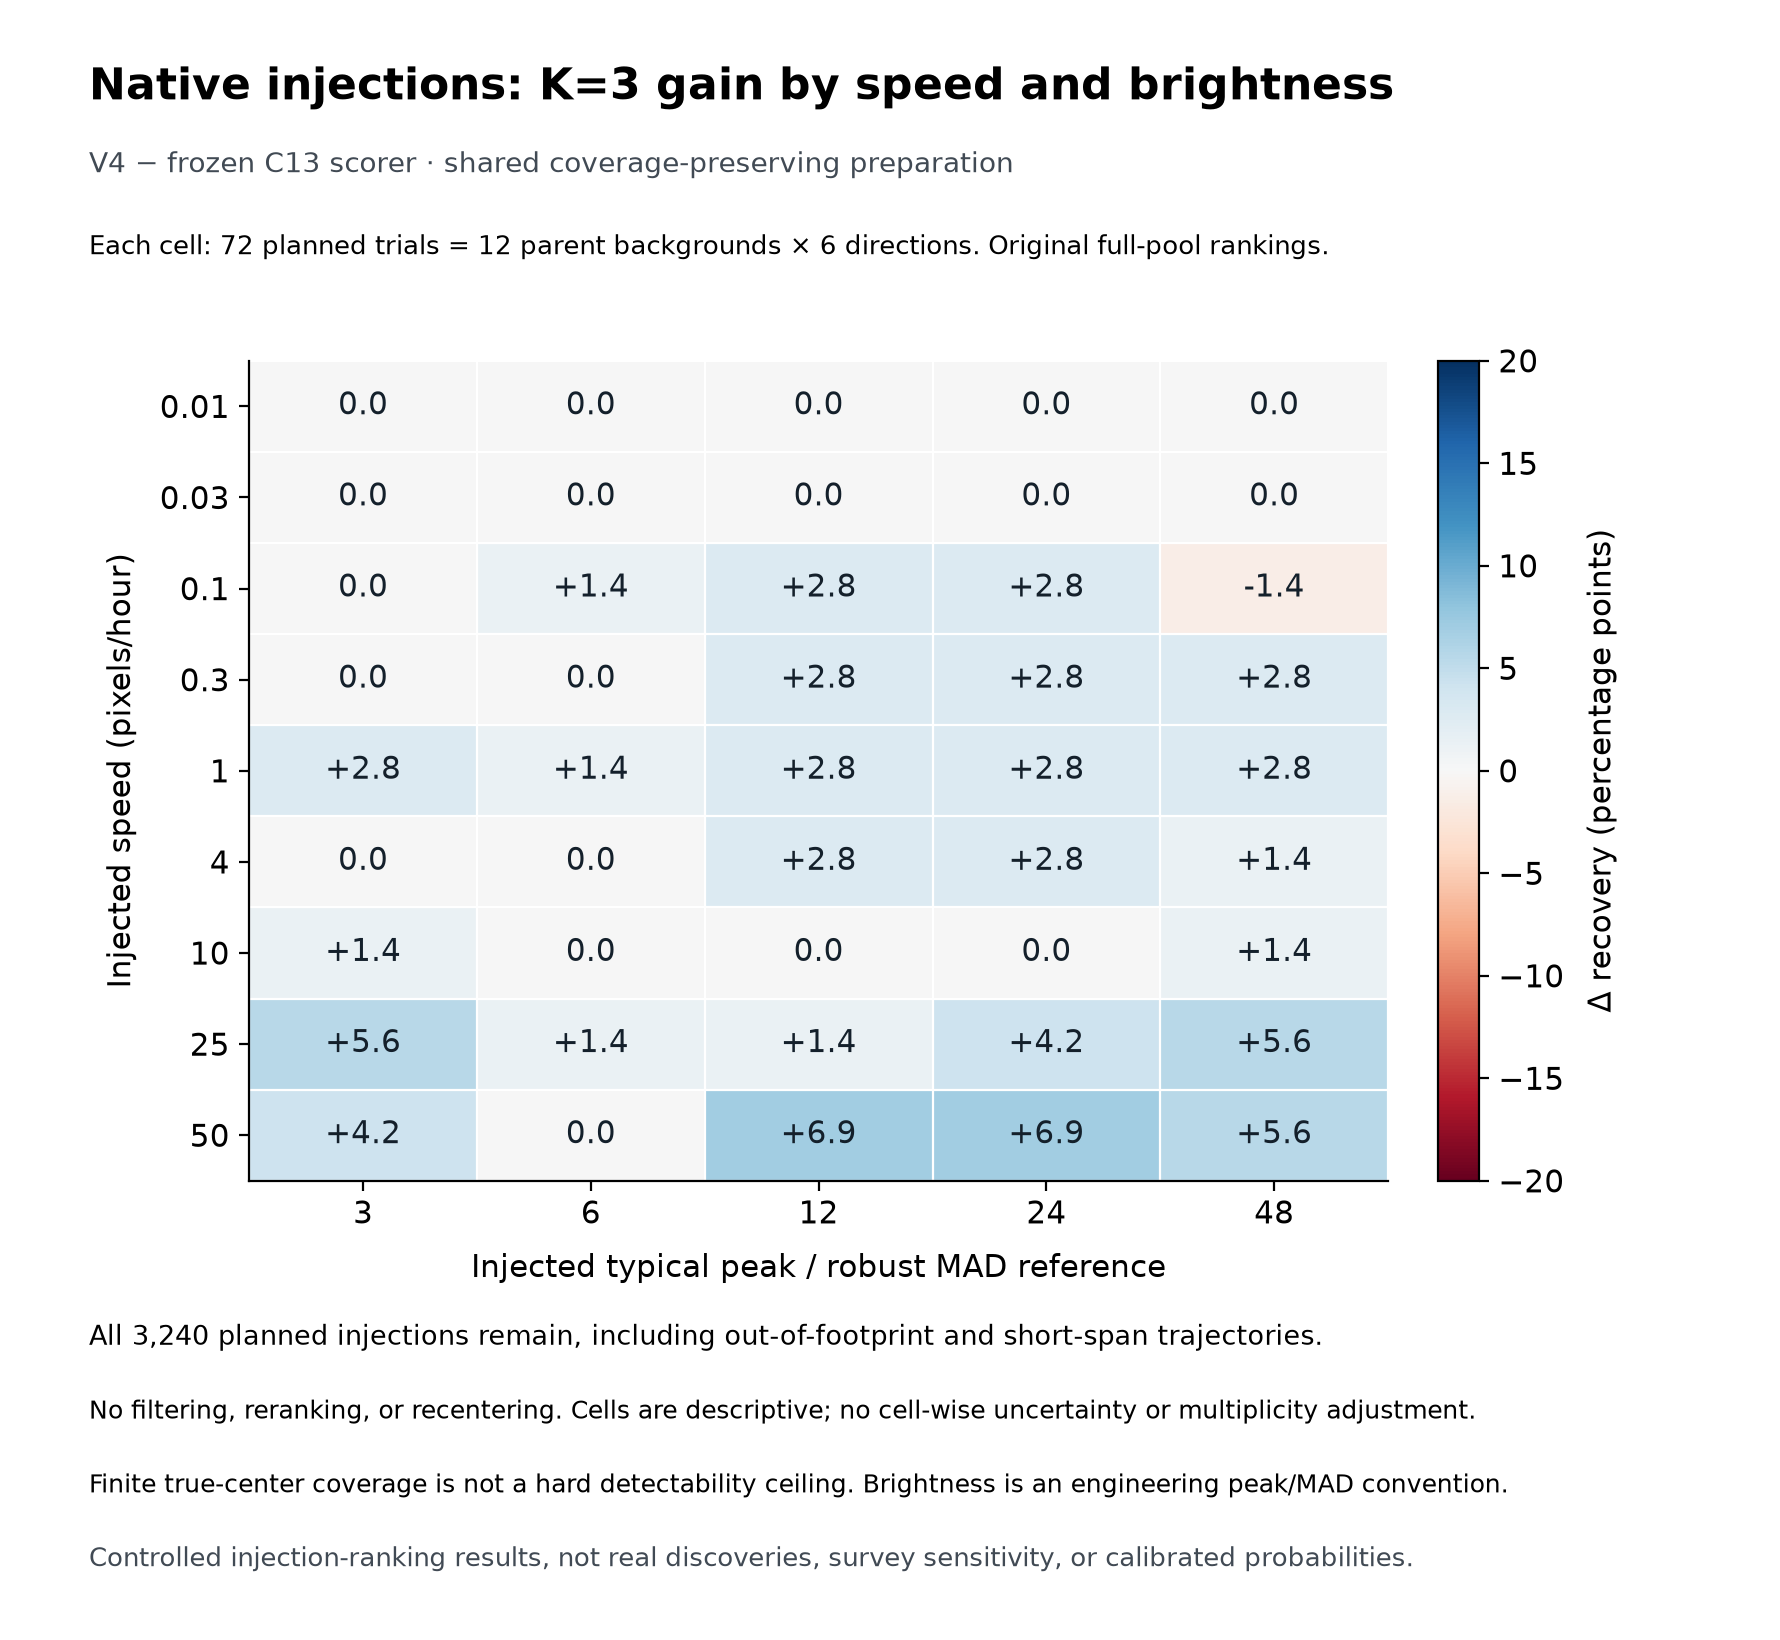 Native injections: K=3 gain by speed and brightness
V4 − frozen C13 scorer · shared coverage-preserving preparation
Each cell: 72 planned trials = 12 parent backgrounds × 6 directions. Original full-pool rankings.
Injected speed (pixels/hour)
0.01 0.0 0.0 0.0 0.0 0.0
0.03 0.0 0.0 0.0 0.0 0.0
0.1 0.0 +1.4 +2.8 +2.8 -1.4
0.3 0.0 0.0 +2.8 +2.8 +2.8
1 +2.8 +1.4 +2.8 +2.8 +2.8
4 0.0 0.0 +2.8 +2.8 +1.4
10 +1.4 0.0 0.0 0.0 +1.4
25 +5.6 +1.4 +1.4 +4.2 +5.6
50 +4.2 0.0 +6.9 +6.9 +5.6
3 6 12 24 48
Injected typical peak / robust MAD reference
20
15
10
5
0
−5
−10
−15
−20
Δ recovery (percentage points)
All 3,240 planned injections remain, including out-of-footprint and short-span trajectories.
No filtering, reranking, or recentering. Cells are descriptive; no cell-wise uncertainty or multiplicity adjustment.
Finite true-center coverage is not a hard detectability ceiling. Brightness is an engineering peak/MAD convention.
Controlled injection-ranking results, not real discoveries, survey sensitivity, or calibrated probabilities.